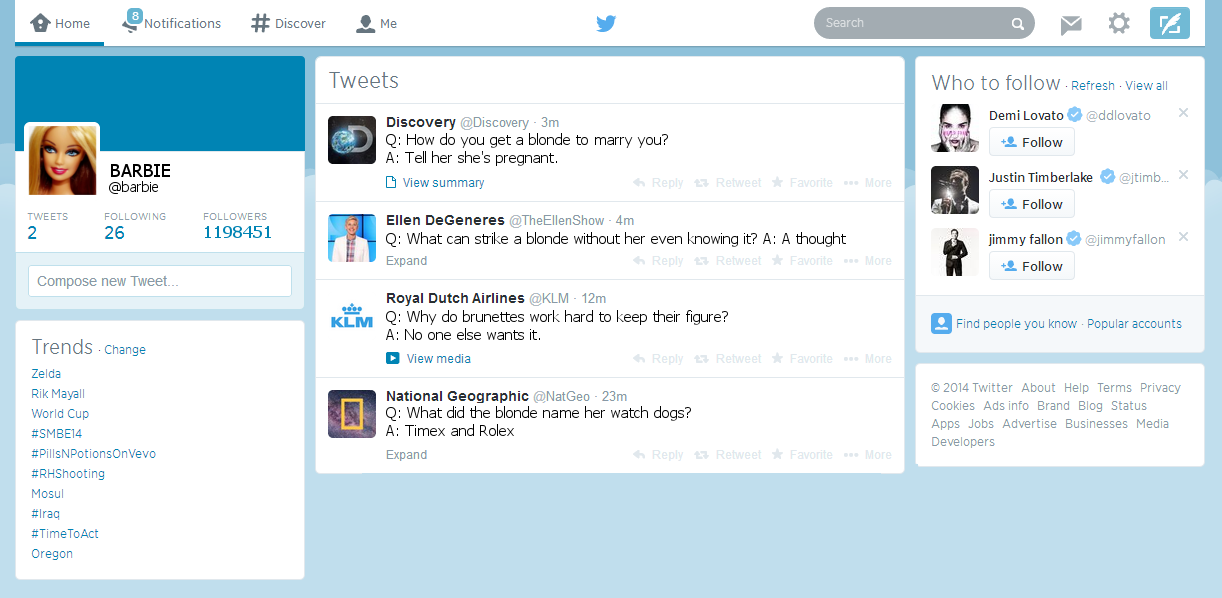 Home
8
Notifications
Discover
Me
Search
BARBIE
@barbie
TWEETS FOLLOWING FOLLOWERS
2 26 1198451
Compose new Tweet...
Trends · Change
Zelda
Rik Mayall
World Cup
#SMBE14
#PillsNPotionsOnVevo
#RHShooting
Mosul
#Iraq
#TimeToAct
Oregon
Tweets
Discovery @Discovery · 3m
Q: How do you get a blonde to marry you?
A: Tell her she's pregnant.
View summary Reply Retweet Favorite More
Ellen DeGeneres @TheEllenShow · 4m
Q: What can strike a blonde without her even knowing it? A: A thought
Expand Reply Retweet Favorite More
Royal Dutch Airlines @KLM · 12m
KLM
Q: Why do brunettes work hard to keep their figure?
A: No one else wants it.
View media Reply Retweet Favorite More
National Geographic @NatGeo · 23m
Q: What did the blonde name her watch dogs?
A: Timex and Rolex
Expand Reply Retweet Favorite More
Who to follow · Refresh · View all
Demi Lovato @ddlovato
Follow
Justin Timberlake @jtimb...
Follow
jimmy fallon @jimmyfallon
Follow
Find people you know · Popular accounts
© 2014 Twitter About Help Terms Privacy
Cookies Ads info Brand Blog Status
Apps Jobs Advertise Businesses Media
Developers